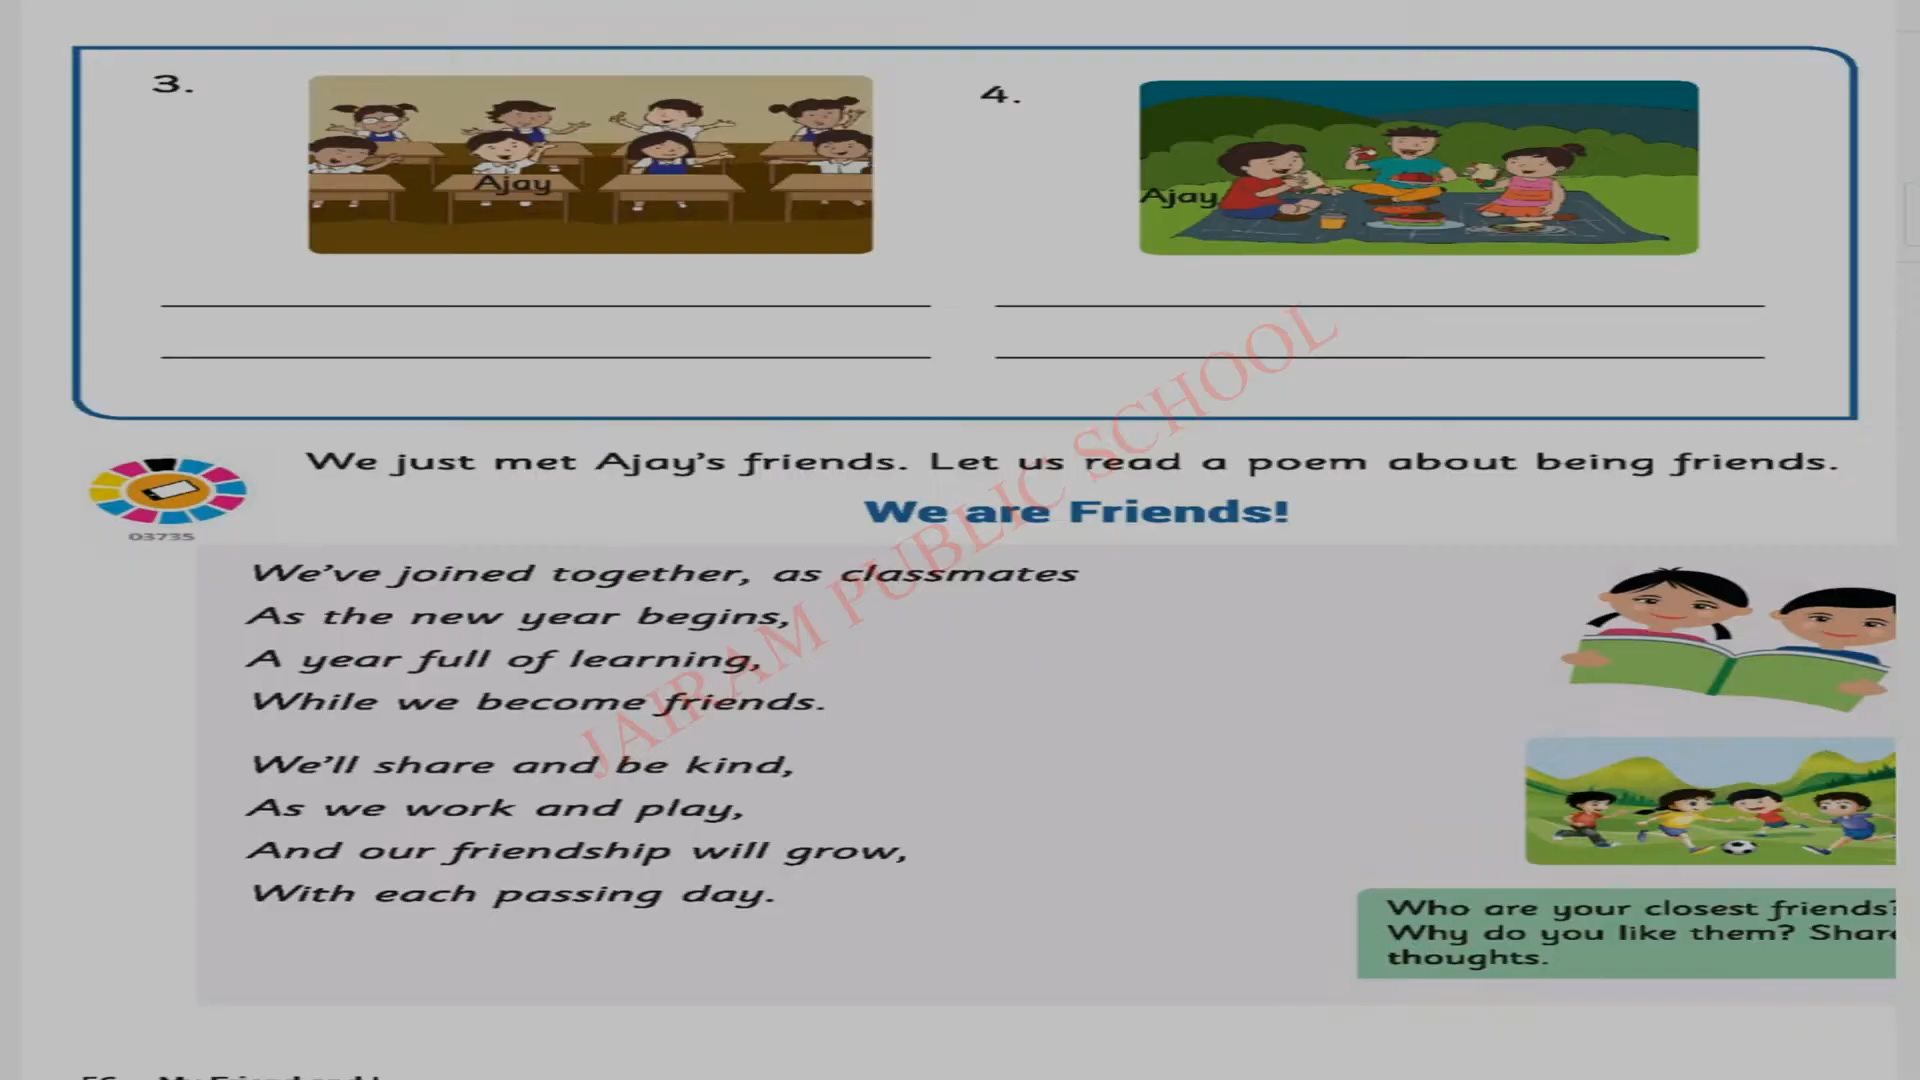 3.
4.
Ajay
Ajay
We just met Ajay's friends. Let us read a poem about being friends.
03735
We are Friends!
We've joined together, as classmates
As the new year begins,
A year full of learning,
While we become friends.
We'll share and be kind,
As we work and play,
And our friendship will grow,
With each passing day.
Who are your closest friends?
Why do you like them? Share
thoughts.
JAIRAM PUBLIC SCHOOL
My Friend and I